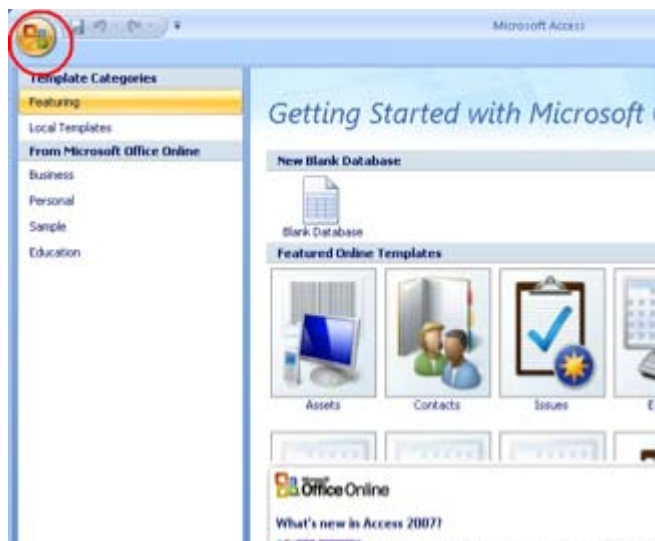 Microsoft Access
Template Categories
Featuring
Local Templates
From Microsoft Office Online
Business
Personal
Sample
Education
Getting Started with Microsoft
New Blank Database
Blank Database
Featured Online Templates
Assets
Contacts
Issues
Microsoft
Office Online
What's new in Access 2007?